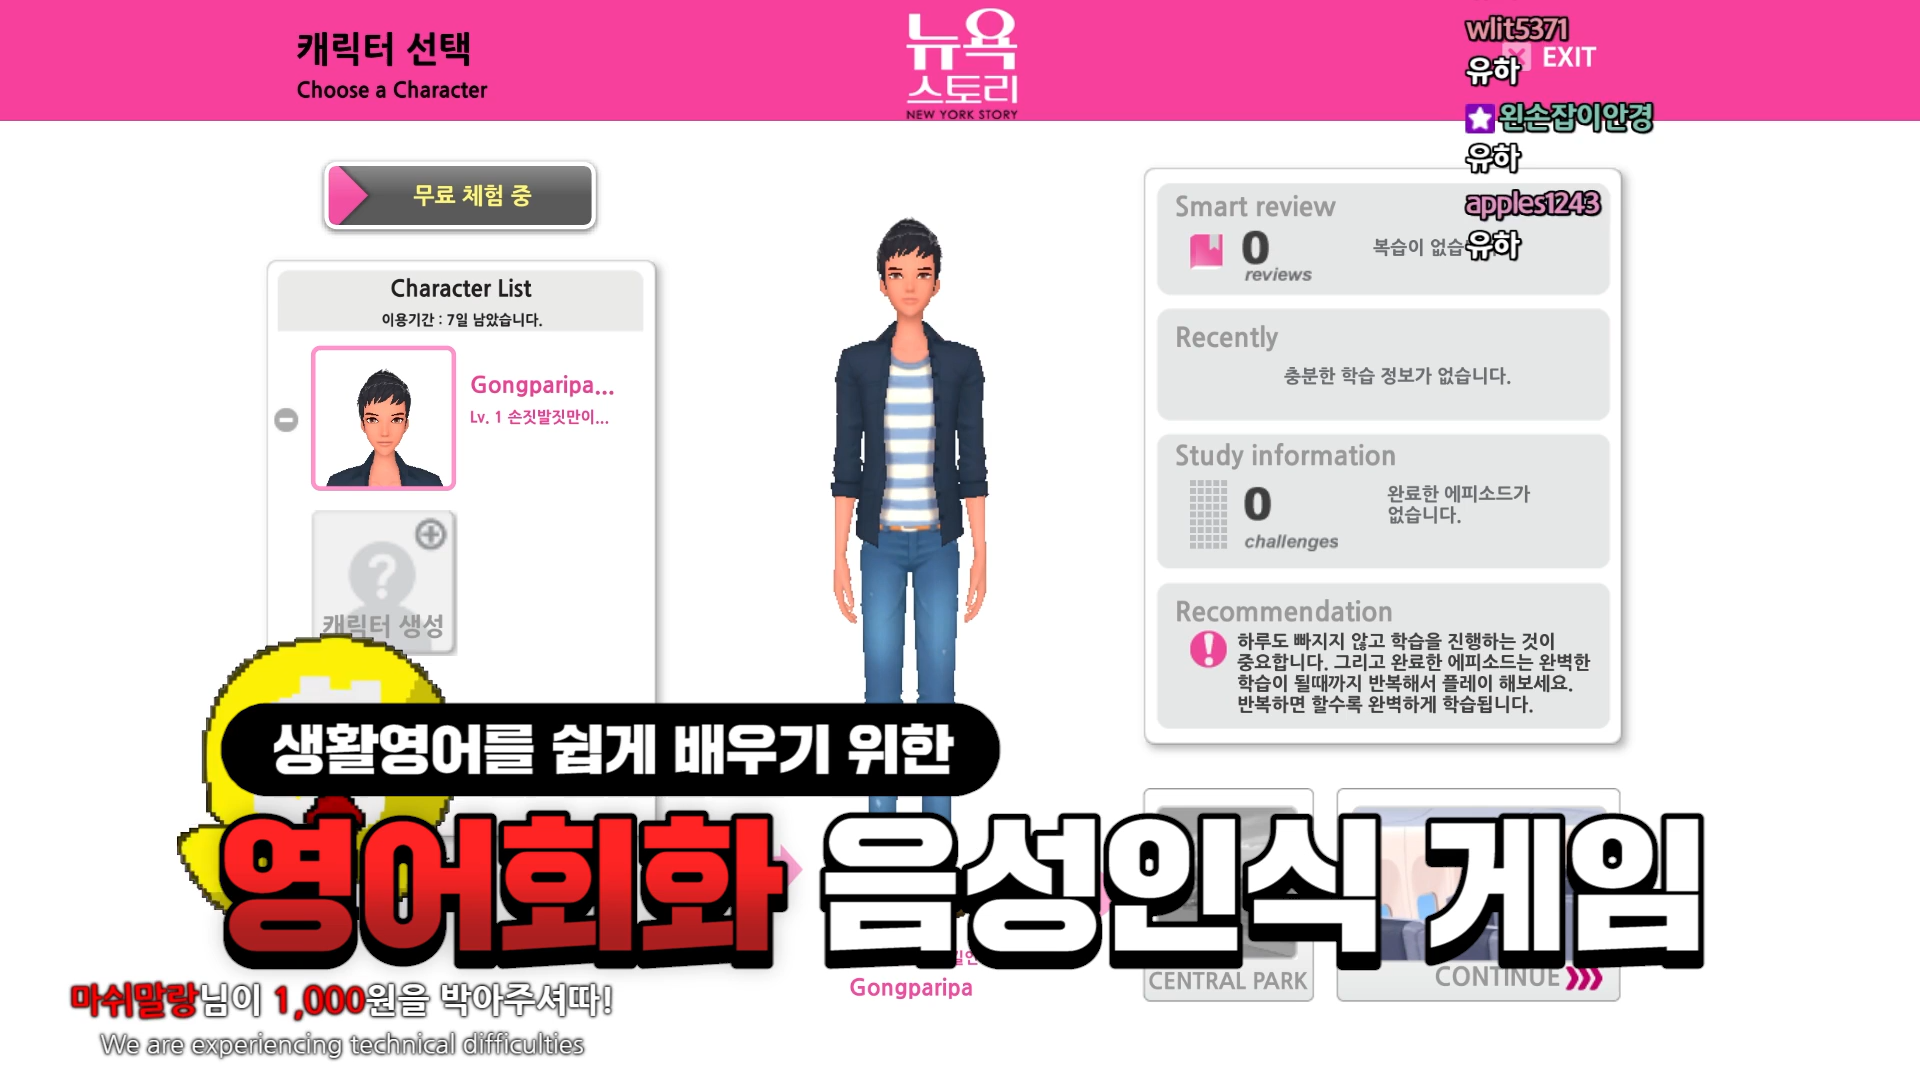 캐릭터 선택
Choose a Character
뉴욕
스토리
NEW YORK STORY
EXIT
wlit5371
유하
왼손잡이안경
유하
apples1243
유하
무료 체험 중
Character List
이용기간 : 7일 남았습니다.
Gongparipa...
Lv. 1 손짓발짓만이...
캐릭터 생성
Smart review
0
reviews
복습이 없습
Recently
충분한 학습 정보가 없습니다.
Study information
0
challenges
완료한 에피소드가
없습니다.
Recommendation
하루도 빠지지 않고 학습을 진행하는 것이
중요합니다. 그리고 완료한 에피소드는 완벽한
학습이 될때까지 반복해서 플레이 해보세요.
반복하면 할수록 완벽하게 학습됩니다.
생활영어를 쉽게 배우기 위한
영어회화 음성인식 게임
Gongparipa
CENTRAL PARK
CONTINUE
마쉬말랑님이 1,000원을 박아주셔따!
We are experiencing technical difficulties